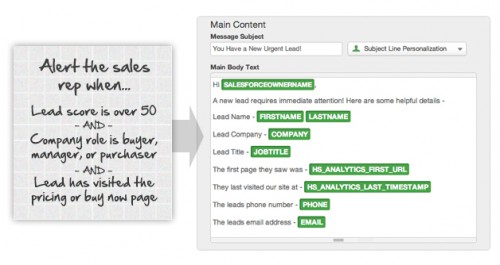 Alert the sales
rep when...
Lead score is over 50
- AND -
Company role is buyer,
manager, or purchaser
- AND -
Lead has visited the
pricing or buy now page
Main Content
Message Subject
You Have a New Urgent Lead!
Subject Line Personalization
Main Body Text
Hi SALESFORCEOWNERNAME,
A new lead requires immediate attention! Here are some helpful details -
Lead Name - FIRSTNAME LASTNAME
Lead Company - COMPANY
Lead Title - JOBTITLE
The first page they saw was - HS_ANALYTICS_FIRST_URL
They last visited our site at - HS_ANALYTICS_LAST_TIMESTAMP
The leads phone number - PHONE
The leads email address - EMAIL